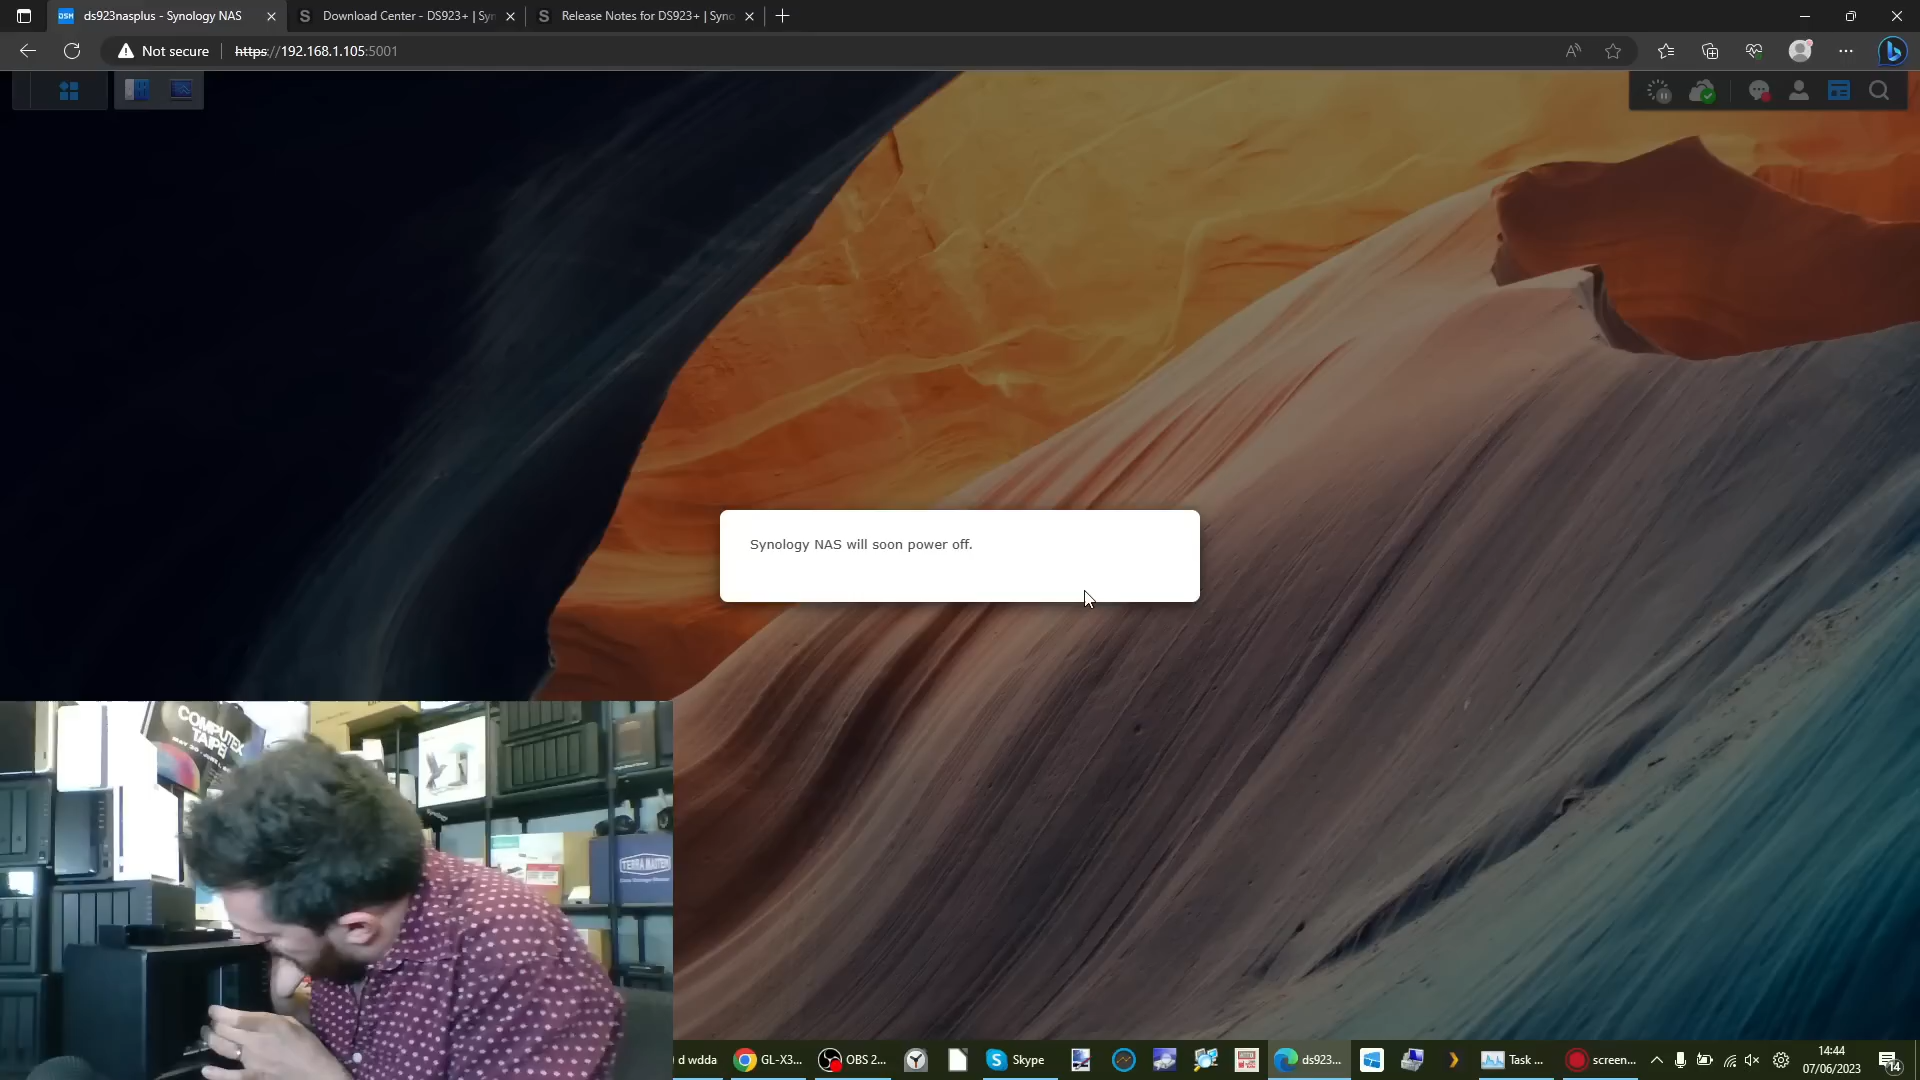 ds923nasplus - Synology NAS
Download Center - DS923+ | Syn
Release Notes for DS923+ | Syno
Not secure
https://192.168.1.105:5001
Synology NAS will soon power off.
COMPUTEX
TAIPEI
TERRA MASTER
d wdda
GL-X3...
OBS 2...
Skype
ds923...
Task ...
screen...
14:44
07/06/2023
14